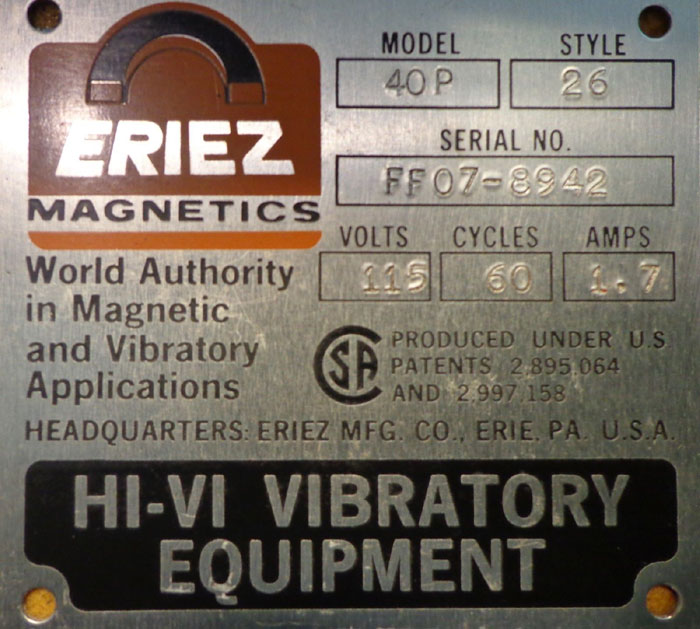 ERIEZ
MAGNETICS
World Authority
in Magnetic
and Vibratory
Applications
MODEL STYLE
40P 26
SERIAL NO.
FF07-8942
VOLTS CYCLES AMPS
115 60 1.7
SA
PRODUCED UNDER U.S
PATENTS 2,895,064
AND 2,997,158
HEADQUARTERS: ERIEZ MFG. CO., ERIE, PA. U.S.A.
HI-VI VIBRATORY
EQUIPMENT